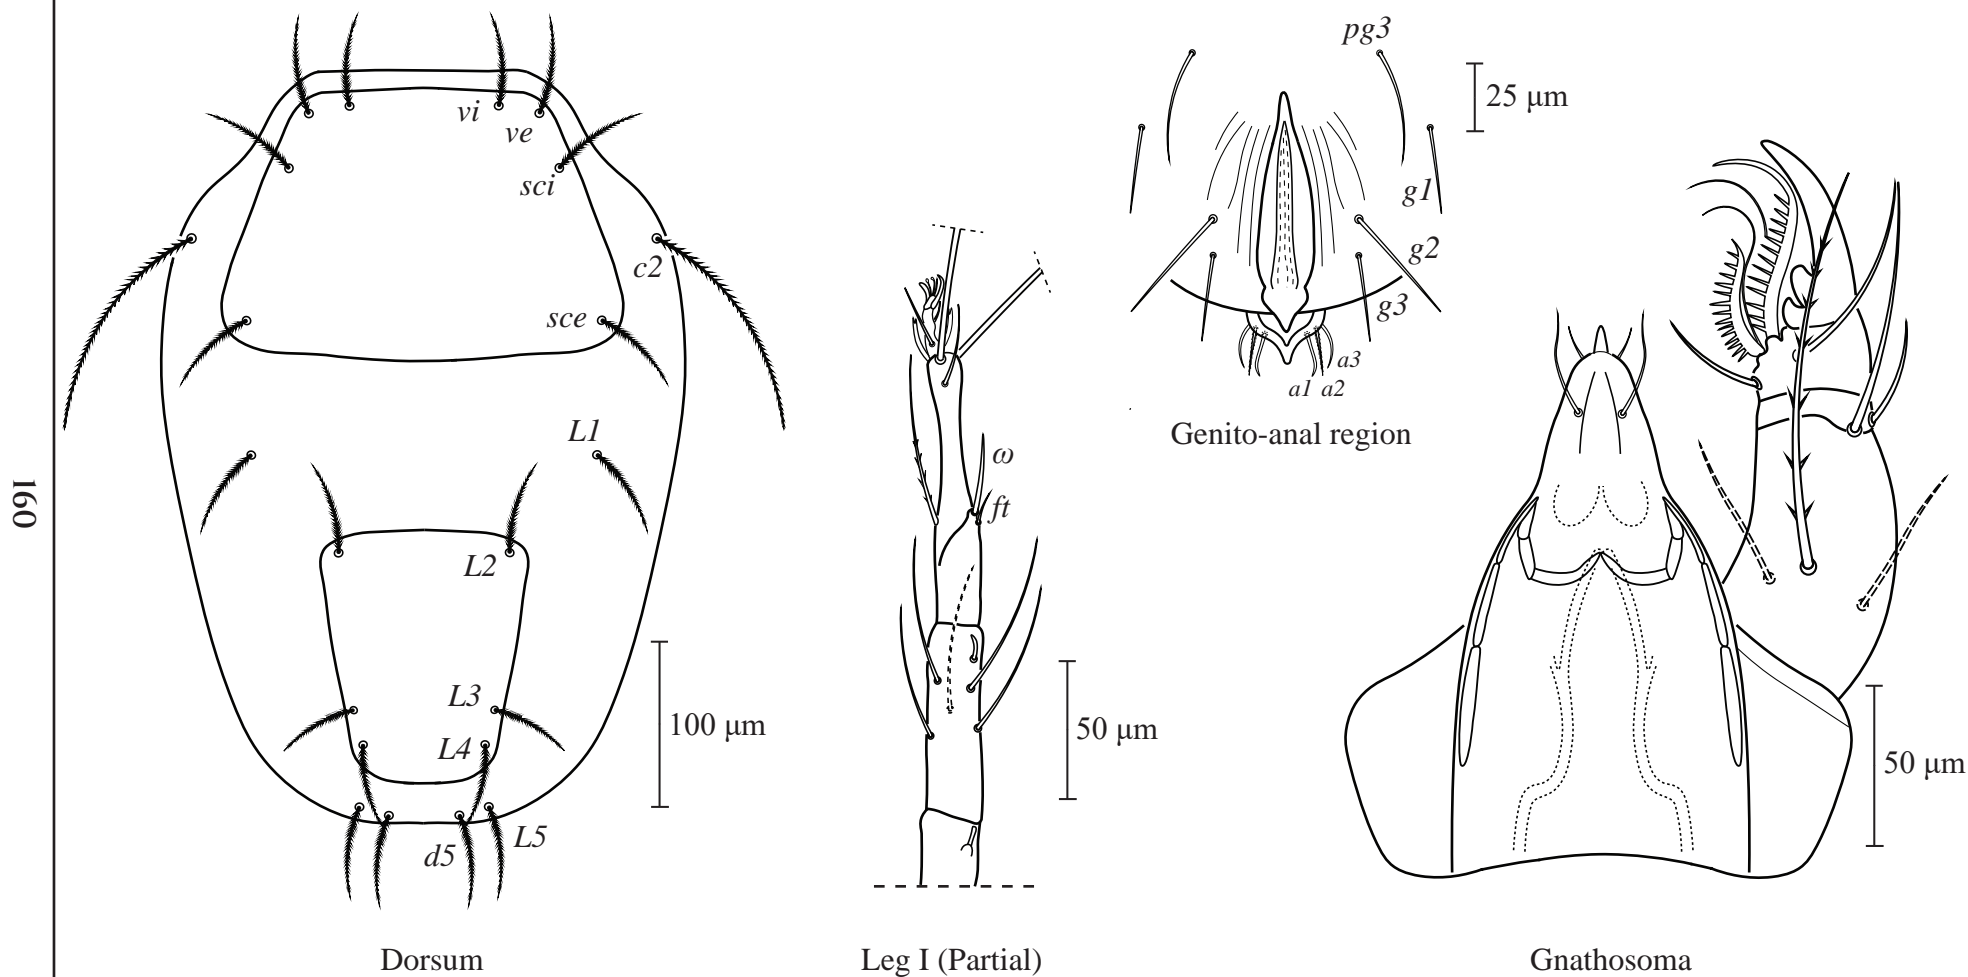 160
vi
ve
sci
c2
sce
L1
L2
L3
L4
L5
d5
100 μm
Dorsum
ω
ft
50 μm
Leg I (Partial)
pg3
25 μm
g1
g2
g3
a3
a1 a2
Genito-anal region
50 μm
Gnathosoma